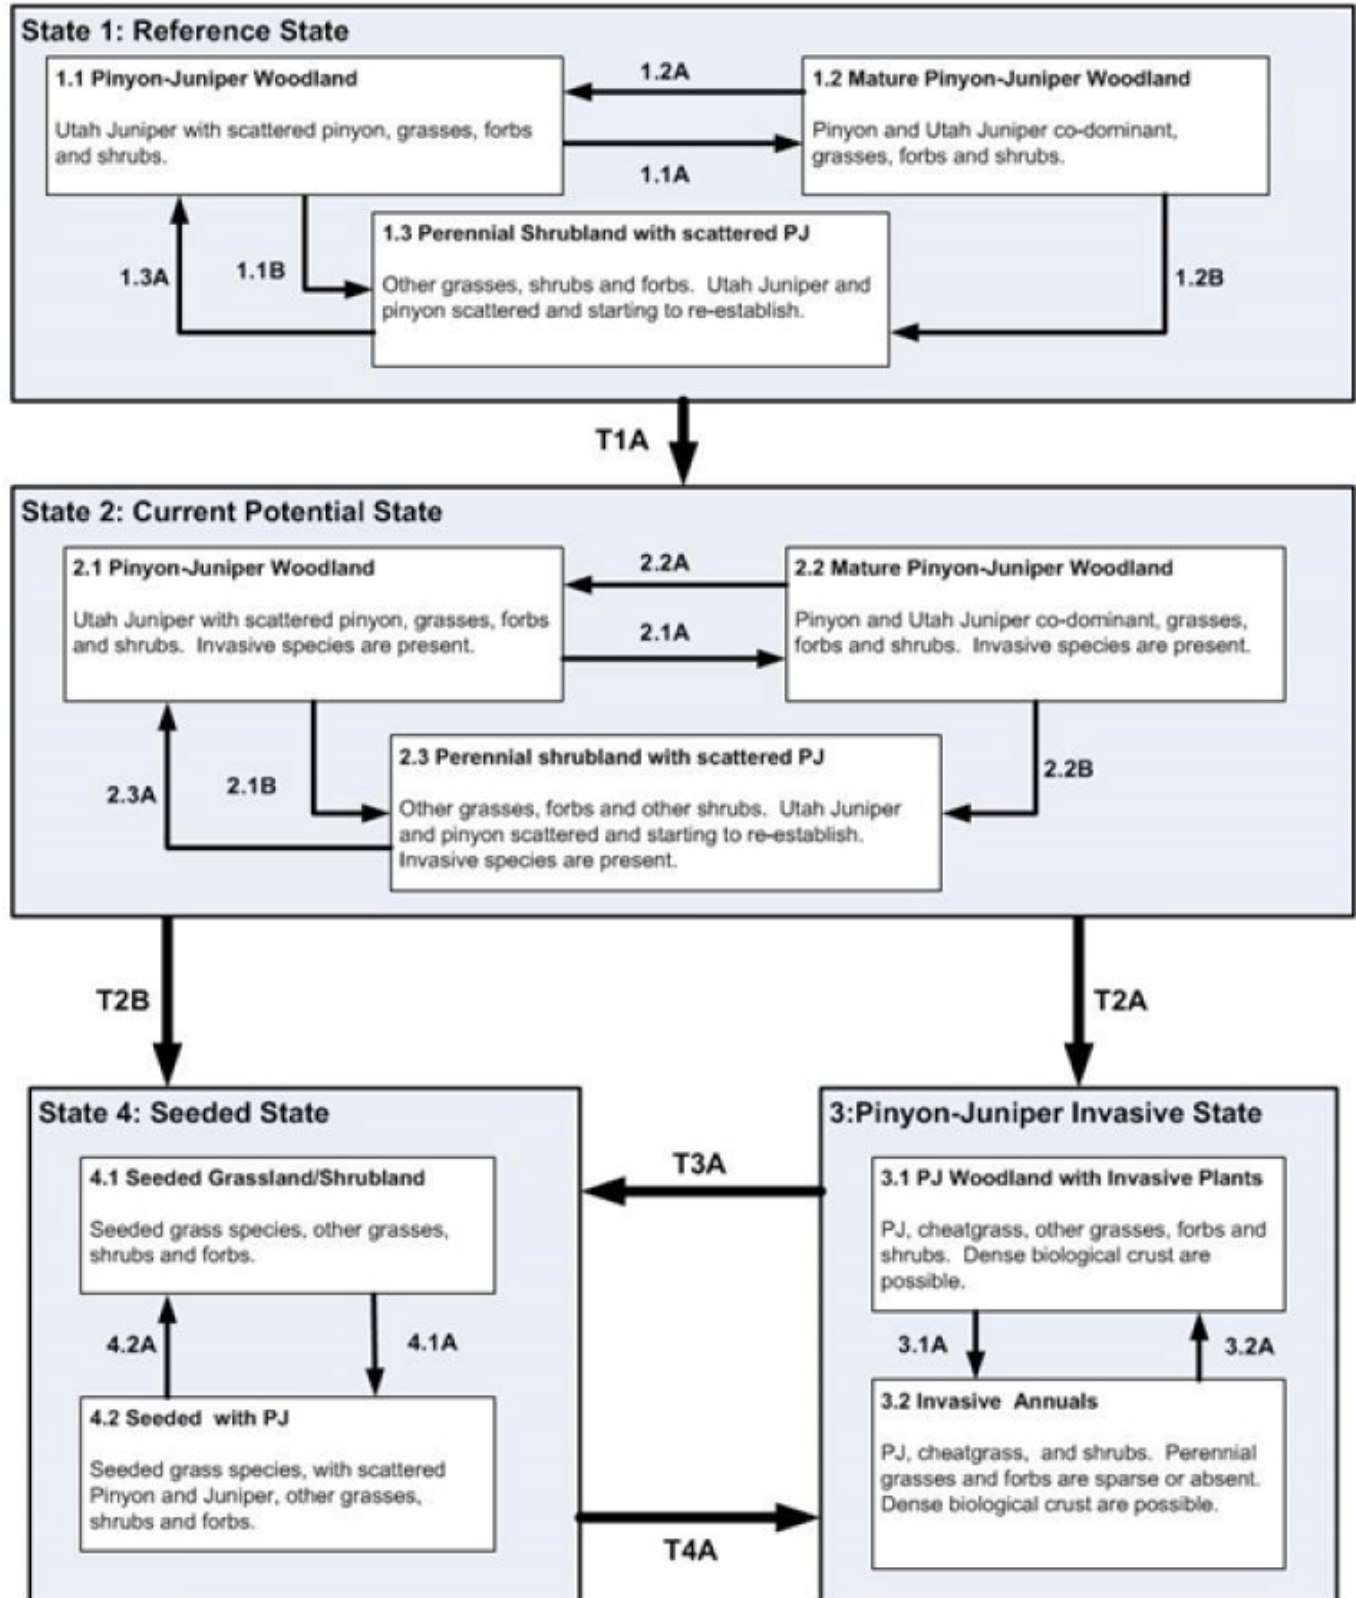 State 1: Reference State
1.1 Pinyon-Juniper Woodland
Utah Juniper with scattered pinyon, grasses, forbs
and shrubs.
1.2A
1.1A
1.2 Mature Pinyon-Juniper Woodland
Pinyon and Utah Juniper co-dominant,
grasses, forbs and shrubs.
1.3A
1.1B
1.3 Perennial Shrubland with scattered PJ
Other grasses, shrubs and forbs. Utah Juniper and
pinyon scattered and starting to re-establish.
1.2B
T1A
State 2: Current Potential State
2.1 Pinyon-Juniper Woodland
Utah Juniper with scattered pinyon, grasses, forbs
and shrubs. Invasive species are present.
2.2A
2.1A
2.2 Mature Pinyon-Juniper Woodland
Pinyon and Utah Juniper co-dominant, grasses,
forbs and shrubs. Invasive species are present.
2.3A
2.1B
2.3 Perennial shrubland with scattered PJ
Other grasses, forbs and other shrubs. Utah Juniper
and pinyon scattered and starting to re-establish.
Invasive species are present.
2.2B
T2B
T2A
State 4: Seeded State
4.1 Seeded Grassland/Shrubland
Seeded grass species, other grasses,
shrubs and forbs.
4.2A
4.1A
4.2 Seeded with PJ
Seeded grass species, with scattered
Pinyon and Juniper, other grasses,
shrubs and forbs.
T3A
T4A
3:Pinyon-Juniper Invasive State
3.1 PJ Woodland with Invasive Plants
PJ, cheatgrass, other grasses, forbs and
shrubs. Dense biological crust are
possible.
3.1A
3.2A
3.2 Invasive Annuals
PJ, cheatgrass, and shrubs. Perennial
grasses and forbs are sparse or absent.
Dense biological crust are possible.